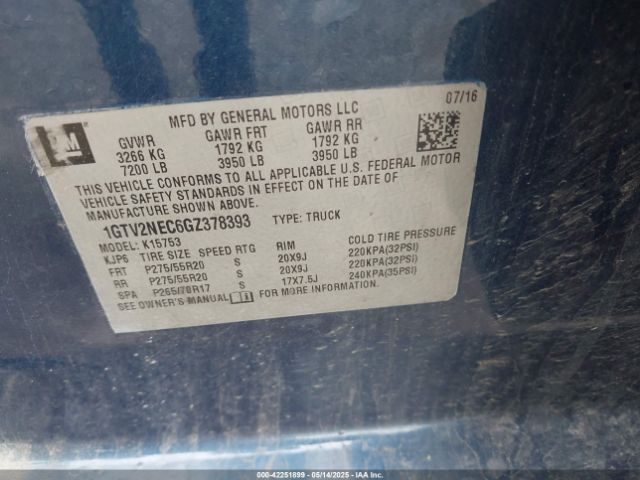 GM
MFD BY GENERAL MOTORS LLC
07/16
GVWR GAWR FRT GAWR RR
3266 KG 1792 KG 1792 KG
7200 LB 3950 LB 3950 LB
THIS VEHICLE CONFORMS TO ALL APPLICABLE U.S. FEDERAL MOTOR
VEHICLE SAFETY STANDARDS IN EFFECT ON THE DATE OF
MANUFACTURE SHOWN ABOVE.
1GTV2NEC6GZ378393 TYPE: TRUCK
MODEL: K15753
KJP6 TIRE SIZE SPEED RTG RIM COLD TIRE PRESSURE
FRT P275/55R20 S 20X9J 220KPA(32PSI)
RR P275/55R20 S 20X9J 220KPA(32PSI)
SPA P265/70R17 S 17X7.5J 240KPA(35PSI)
SEE OWNER'S MANUAL FOR MORE INFORMATION.
000-42251899 - 05/14/2025 - IAA Inc.